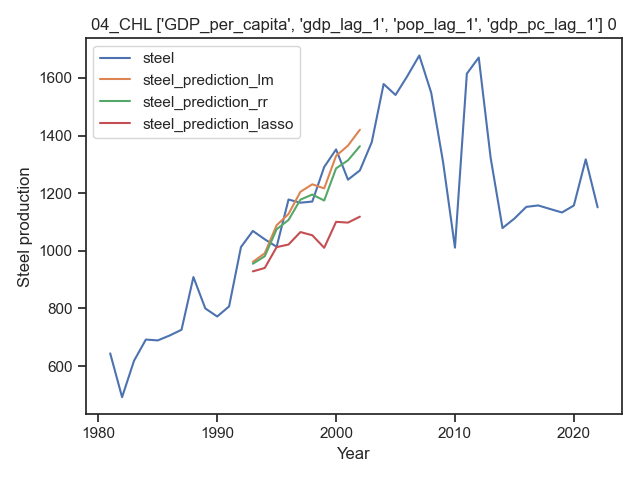 04_CHL ['GDP_per_capita', 'gdp_lag_1', 'pop_lag_1', 'gdp_pc_lag_1'] 0
steel
steel_prediction_lm
steel_prediction_rr
steel_prediction_lasso
Steel production
1600
1400
1200
1000
800
600
1980
1990
2000
2010
2020
Year